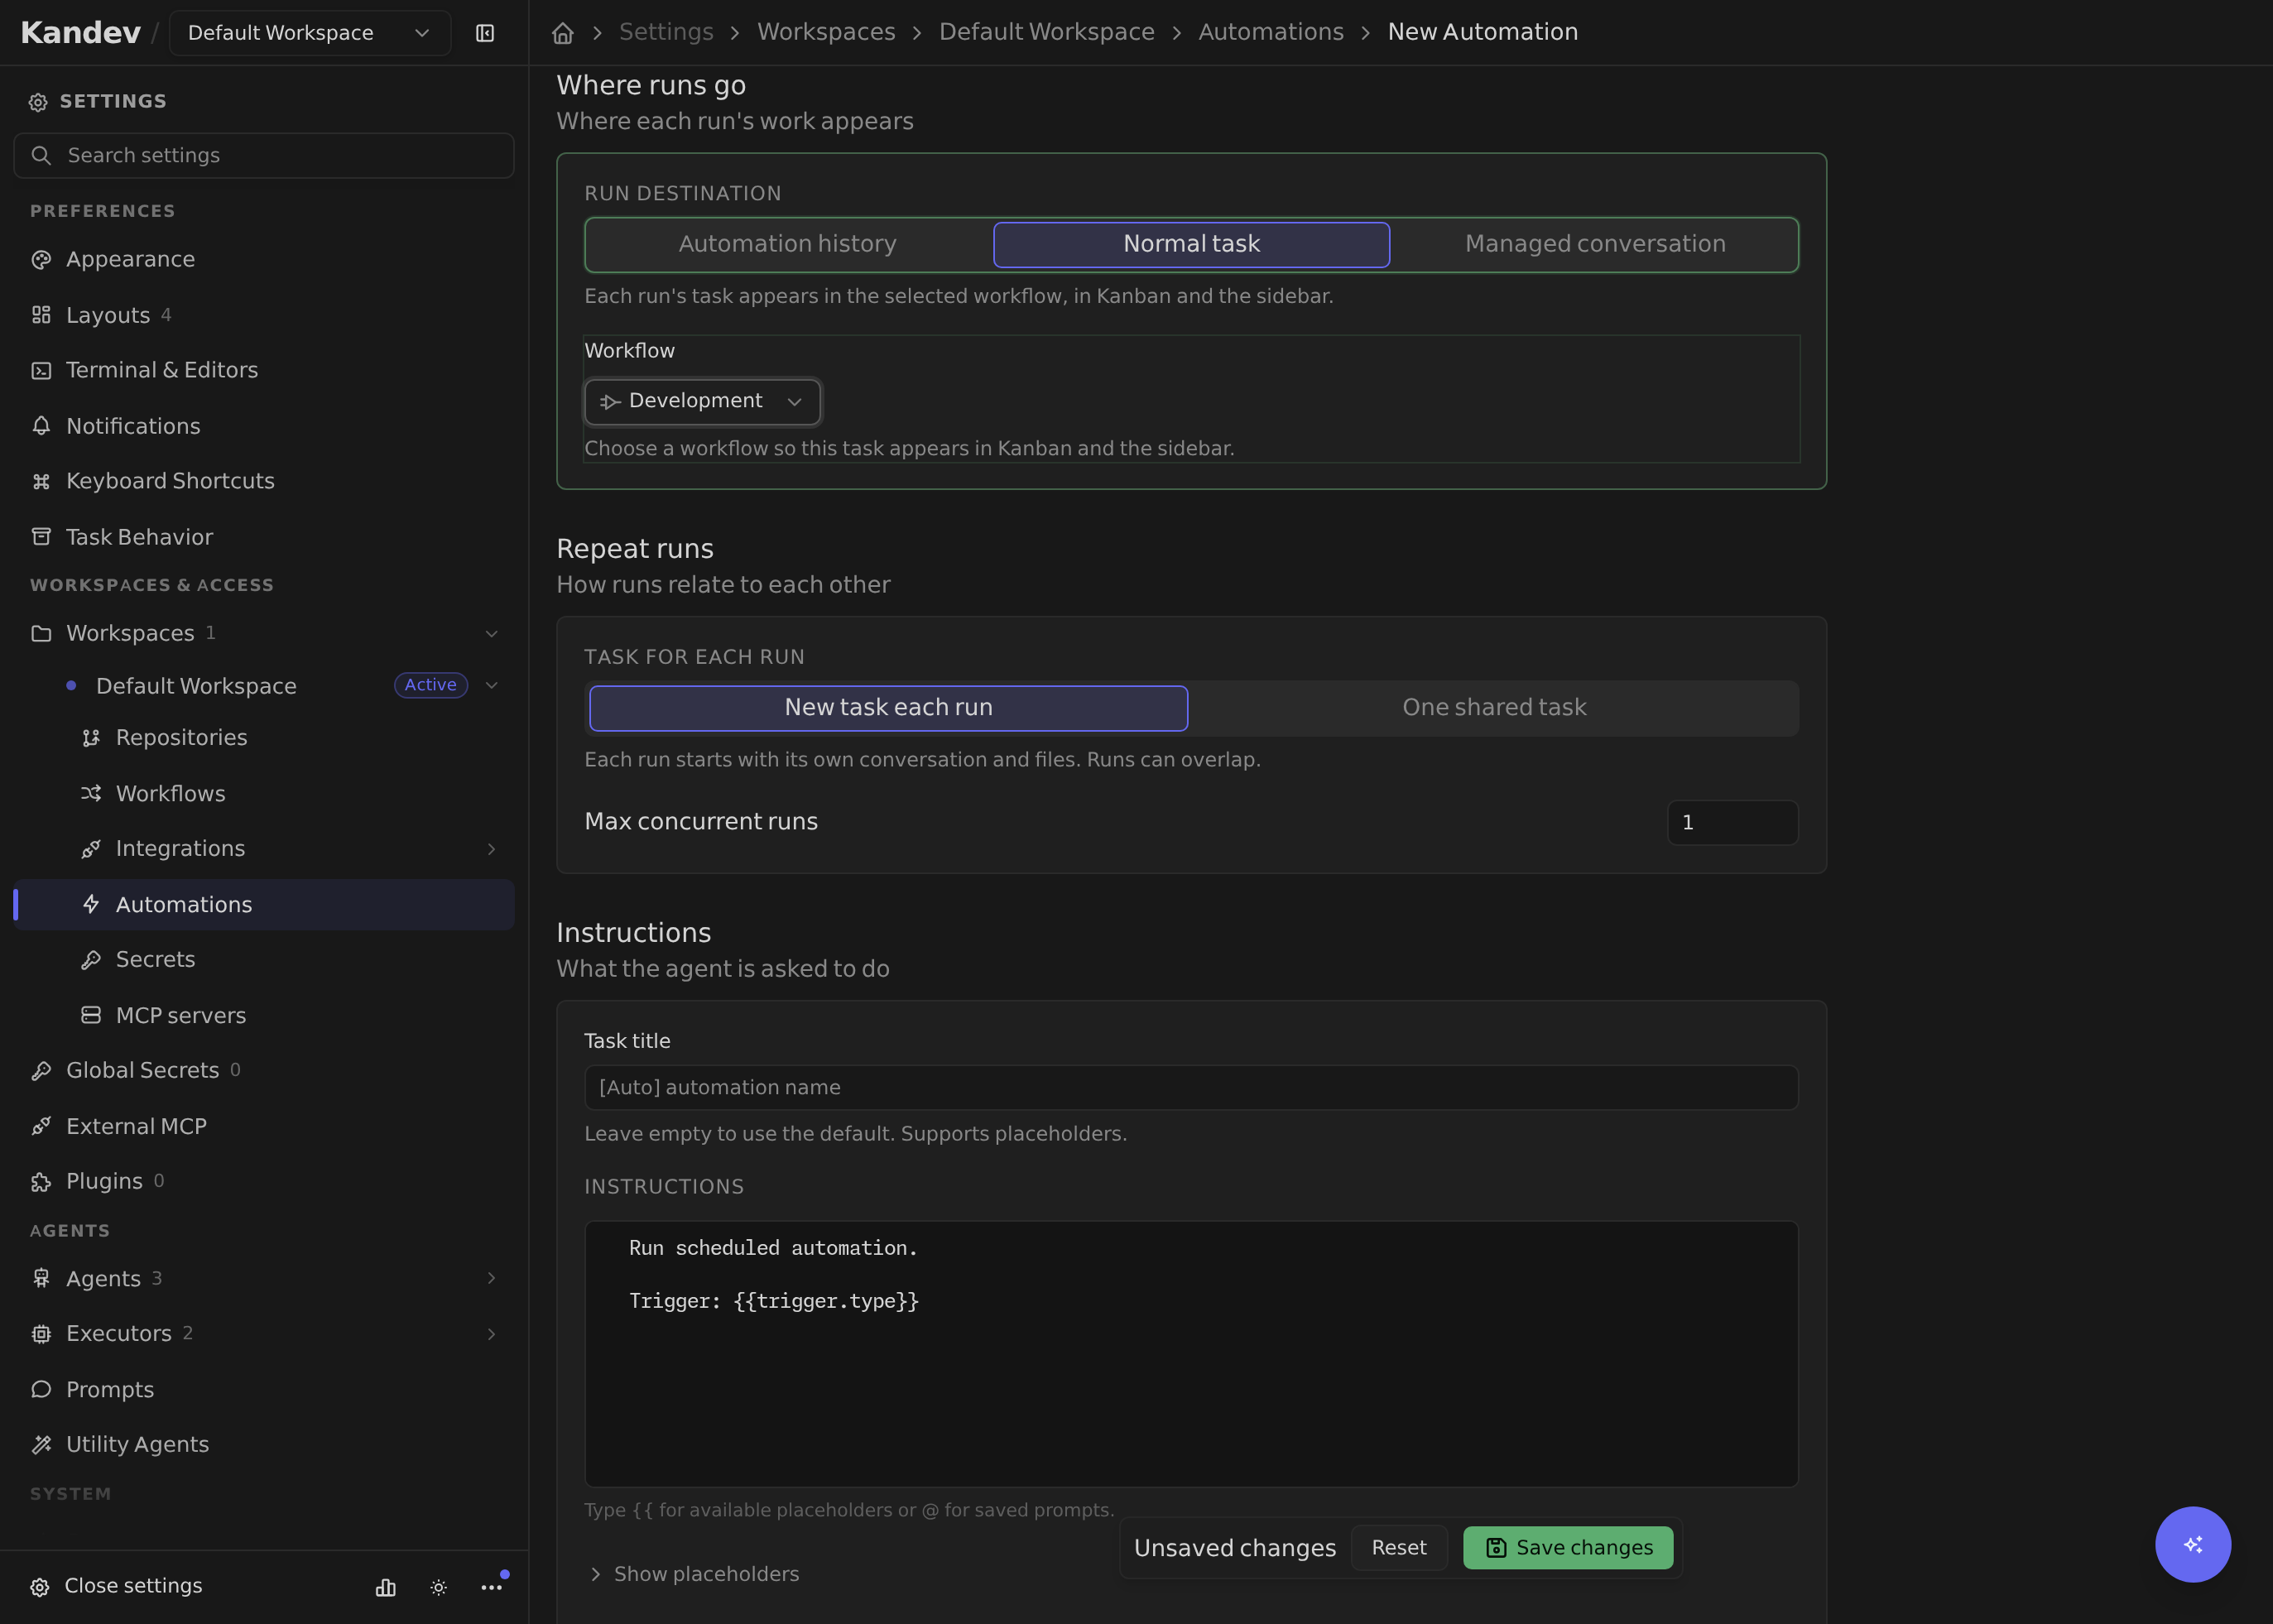 Kandev / Default Workspace
Settings > Workspaces > Default Workspace > Automations > New Automation
SETTINGS
Search settings
PREFERENCES
Appearance
Layouts 4
Terminal & Editors
Notifications
Keyboard Shortcuts
Task Behavior
WORKSPACES & ACCESS
Workspaces 1
Default Workspace Active
Repositories
Workflows
Integrations
Automations
Secrets
MCP servers
Global Secrets 0
External MCP
Plugins 0
AGENTS
Agents 3
Executors 2
Prompts
Utility Agents
SYSTEM
Close settings
Where runs go
Where each run's work appears
RUN DESTINATION
Automation history Normal task Managed conversation
Each run's task appears in the selected workflow, in Kanban and the sidebar.
Workflow
Development
Choose a workflow so this task appears in Kanban and the sidebar.
Repeat runs
How runs relate to each other
TASK FOR EACH RUN
New task each run One shared task
Each run starts with its own conversation and files. Runs can overlap.
Max concurrent runs 1
Instructions
What the agent is asked to do
Task title
[Auto] automation name
Leave empty to use the default. Supports placeholders.
INSTRUCTIONS
Run scheduled automation.
Trigger: {{trigger.type}}
Type {{ for available placeholders or @ for saved prompts.
Unsaved changes Reset Save changes
Show placeholders